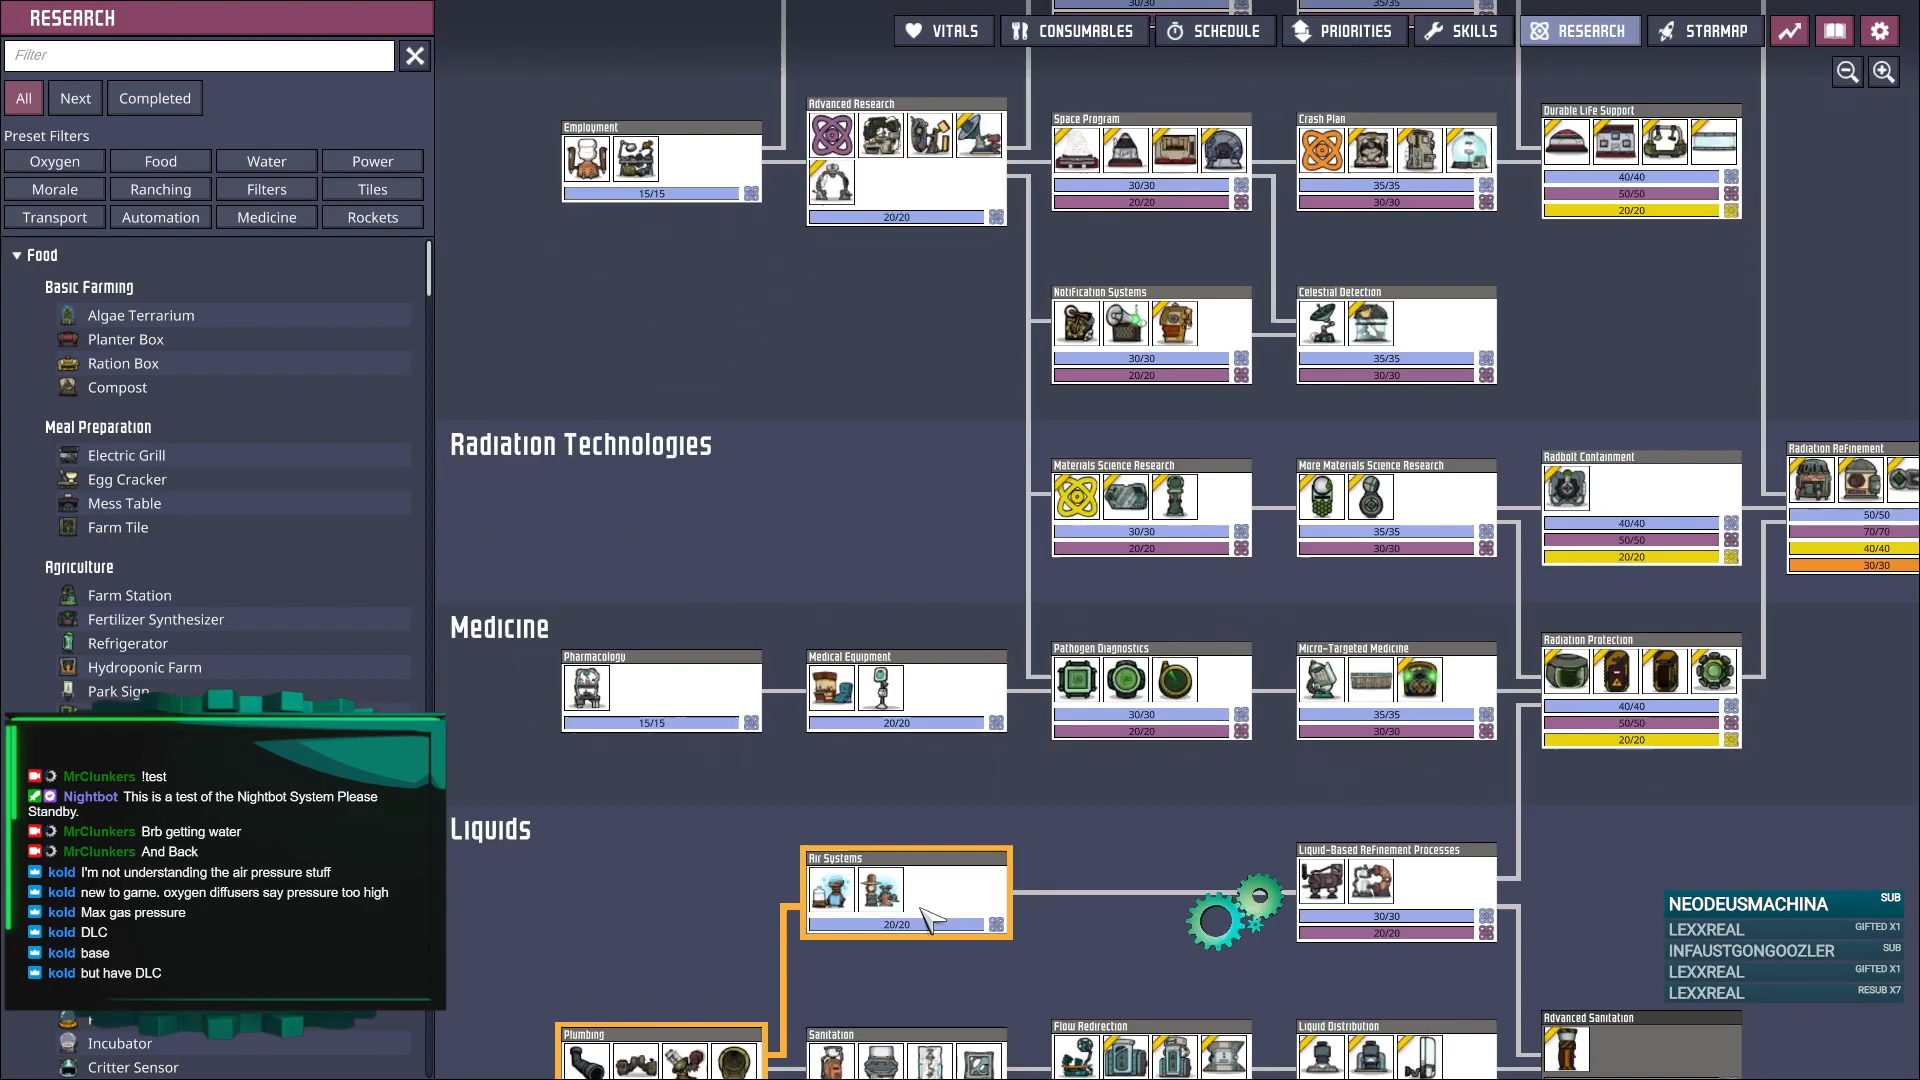 RESEARCH
VITALS
CONSUMABLES
SCHEDULE
PRIORITIES
SKILLS
RESEARCH
STARMAP
Filter
All
Next
Completed
Preset Filters
Oxygen
Food
Water
Power
Morale
Ranching
Filters
Tiles
Transport
Automation
Medicine
Rockets
Food
Basic Farming
Algae Terrarium
Planter Box
Ration Box
Compost
Meal Preparation
Electric Grill
Egg Cracker
Mess Table
Farm Tile
Agriculture
Farm Station
Fertilizer Synthesizer
Refrigerator
Hydroponic Farm
Park Sign
MrClunkers !test
Nightbot This is a test of the Nightbot System Please
Standby.
MrClunkers Brb getting water
MrClunkers And Back
kold I'm not understanding the air pressure stuff
kold new to game. oxygen diffusers say pressure too high
kold Max gas pressure
kold DLC
kold base
kold but have DLC
Incubator
Critter Sensor
30/30
35/35
Employment
15/15
Advanced Research
20/20
Space Program
30/30
20/20
Crash Plan
35/35
30/30
Durable Life Support
40/40
50/50
20/20
Notification Systems
30/30
20/20
Celestial Detection
35/35
30/30
Radiation Technologies
Materials Science Research
30/30
20/20
More Materials Science Research
35/35
30/30
Radbolt Containment
40/40
50/50
20/20
Radiation Refinement
50/50
70/70
40/40
30/30
Medicine
Pharmacology
15/15
Medical Equipment
20/20
Pathogen Diagnostics
30/30
20/20
Micro-Targeted Medicine
35/35
30/30
Radiation Protection
40/40
50/50
20/20
Liquids
Air Systems
20/20
Liquid-Based Refinement Processes
30/30
20/20
Plumbing
Sanitation
Flow Redirection
Liquid Distribution
Advanced Sanitation
NEODEUSMACHINA SUB
LEXXREAL GIFTED X1
INFAUSTGONGOOZLER SUB
LEXXREAL GIFTED X1
LEXXREAL RESUB X7